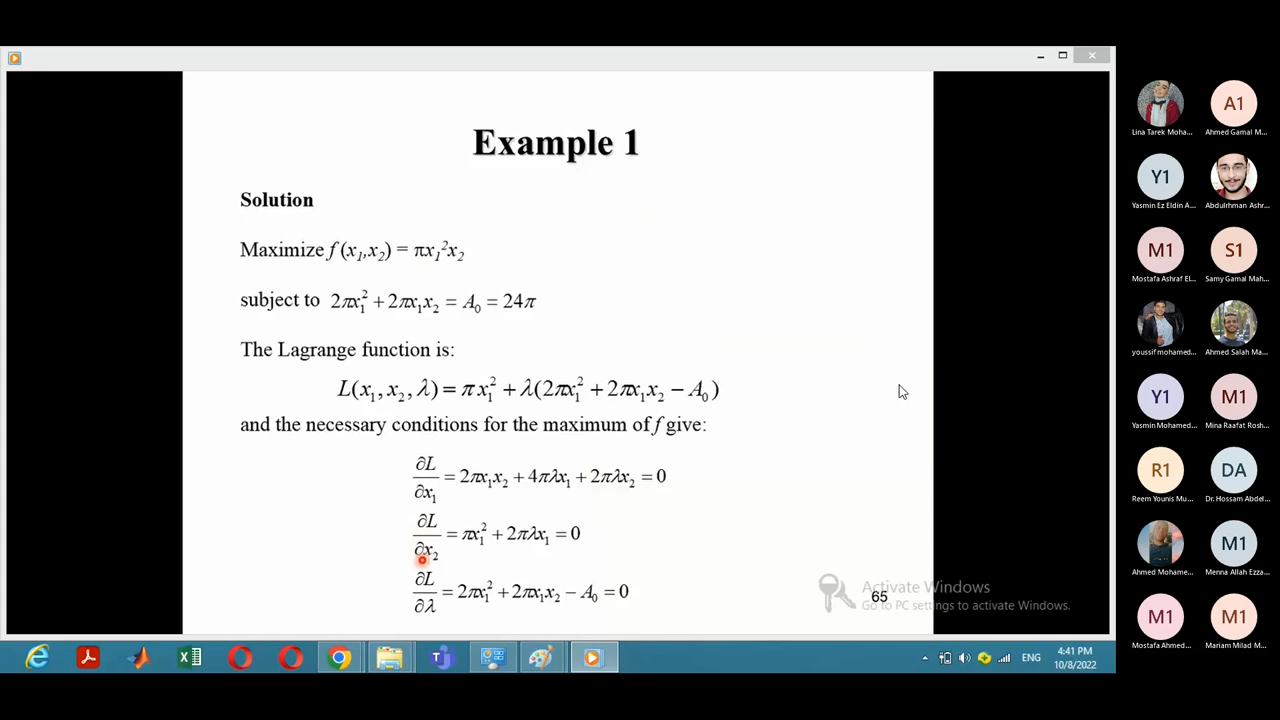 Example 1
Solution
Maximize f (x₁,x₂) = πx₁²x₂
subject to 2πx₁² + 2πx₁x₂ = A₀ = 24π
The Lagrange function is:
L(x₁, x₂, λ) = π x₁² + λ(2πx₁² + 2πx₁x₂ − A₀)
and the necessary conditions for the maximum of f give:
∂L/∂x₁ = 2πx₁x₂ + 4πλx₁ + 2πλx₂ = 0
∂L/∂x₂ = πx₁² + 2πλx₁ = 0
∂L/∂λ = 2πx₁² + 2πx₁x₂ − A₀ = 0
65
Activate Windows
Go to PC settings to activate Windows.
ENG
4:41 PM
10/8/2022
A1
Lina Tarek Moha...
Ahmed Gamal M...
Y1
Yasmin Ez Eldin A...
Abdulrhman Ashr...
M1
S1
Mostafa Ashraf El...
Samy Gamal Mah...
youssif mohamed...
Ahmed Salah Ma...
Y1
M1
Yasmin Mohamed...
Mina Raafat Rosh...
R1
DA
Reem Younis Mu...
Dr. Hossam Abdel...
M1
Ahmed Mohame...
Menna Allah Ezza...
M1
M1
Mostafa Ahmed...
Mariam Milad M...